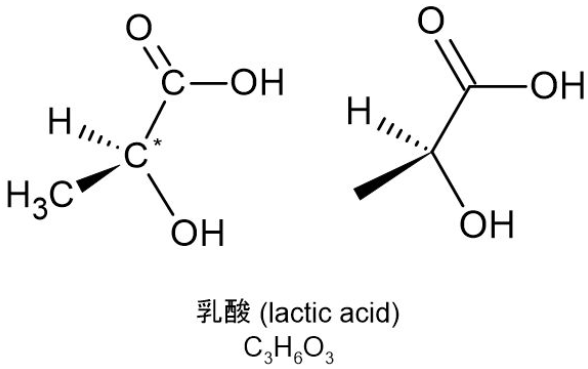 O O
C OH OH
H H
C*
H₃C
OH OH
乳酸 (lactic acid)
C₃H₆O₃